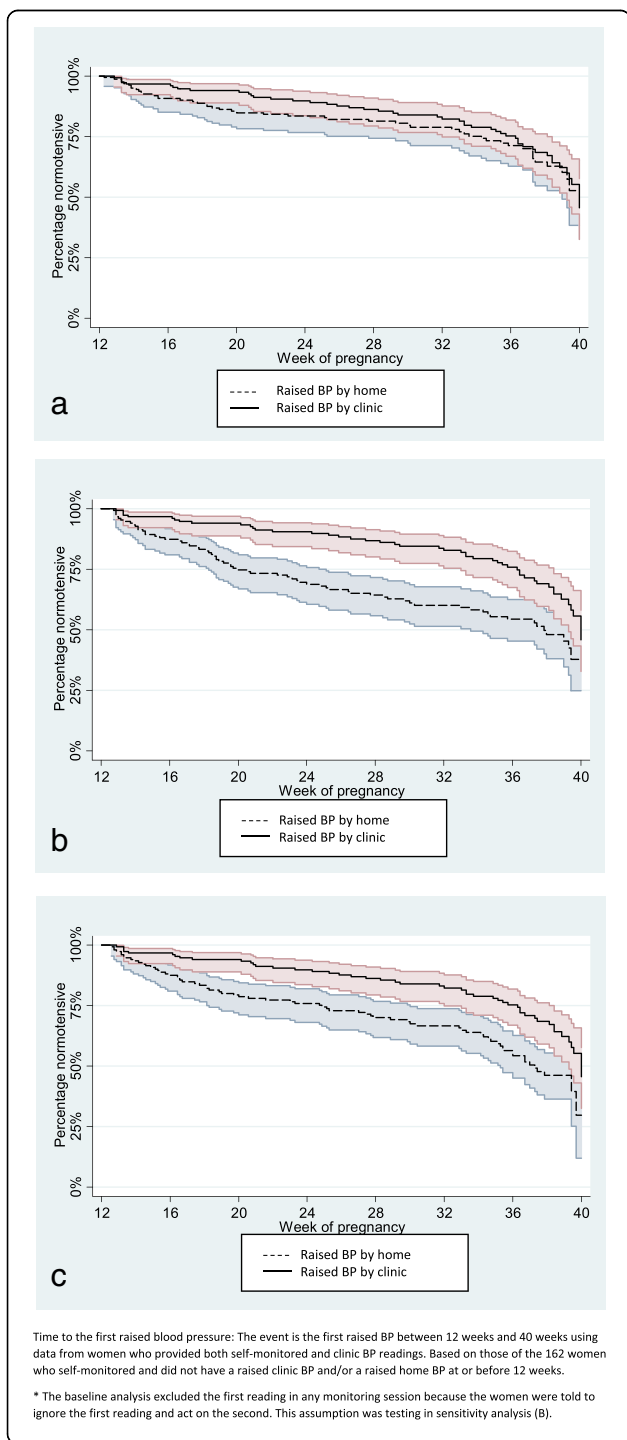 100%
75%
50%
25%
0%
Percentage normotensive
12 16 20 24 28 32 36 40
Week of pregnancy
Raised BP by home
Raised BP by clinic
a
100%
75%
50%
25%
0%
Percentage normotensive
12 16 20 24 28 32 36 40
Week of pregnancy
Raised BP by home
Raised BP by clinic
b
100%
75%
50%
25%
0%
Percentage normotensive
12 16 20 24 28 32 36 40
Week of pregnancy
Raised BP by home
Raised BP by clinic
c
Time to the first raised blood pressure: The event is the first raised BP between 12 weeks and 40 weeks using
data from women who provided both self-monitored and clinic BP readings. Based on those of the 162 women
who self-monitored and did not have a raised clinic BP and/or a raised home BP at or before 12 weeks.
* The baseline analysis excluded the first reading in any monitoring session because the women were told to
ignore the first reading and act on the second. This assumption was testing in sensitivity analysis (B).